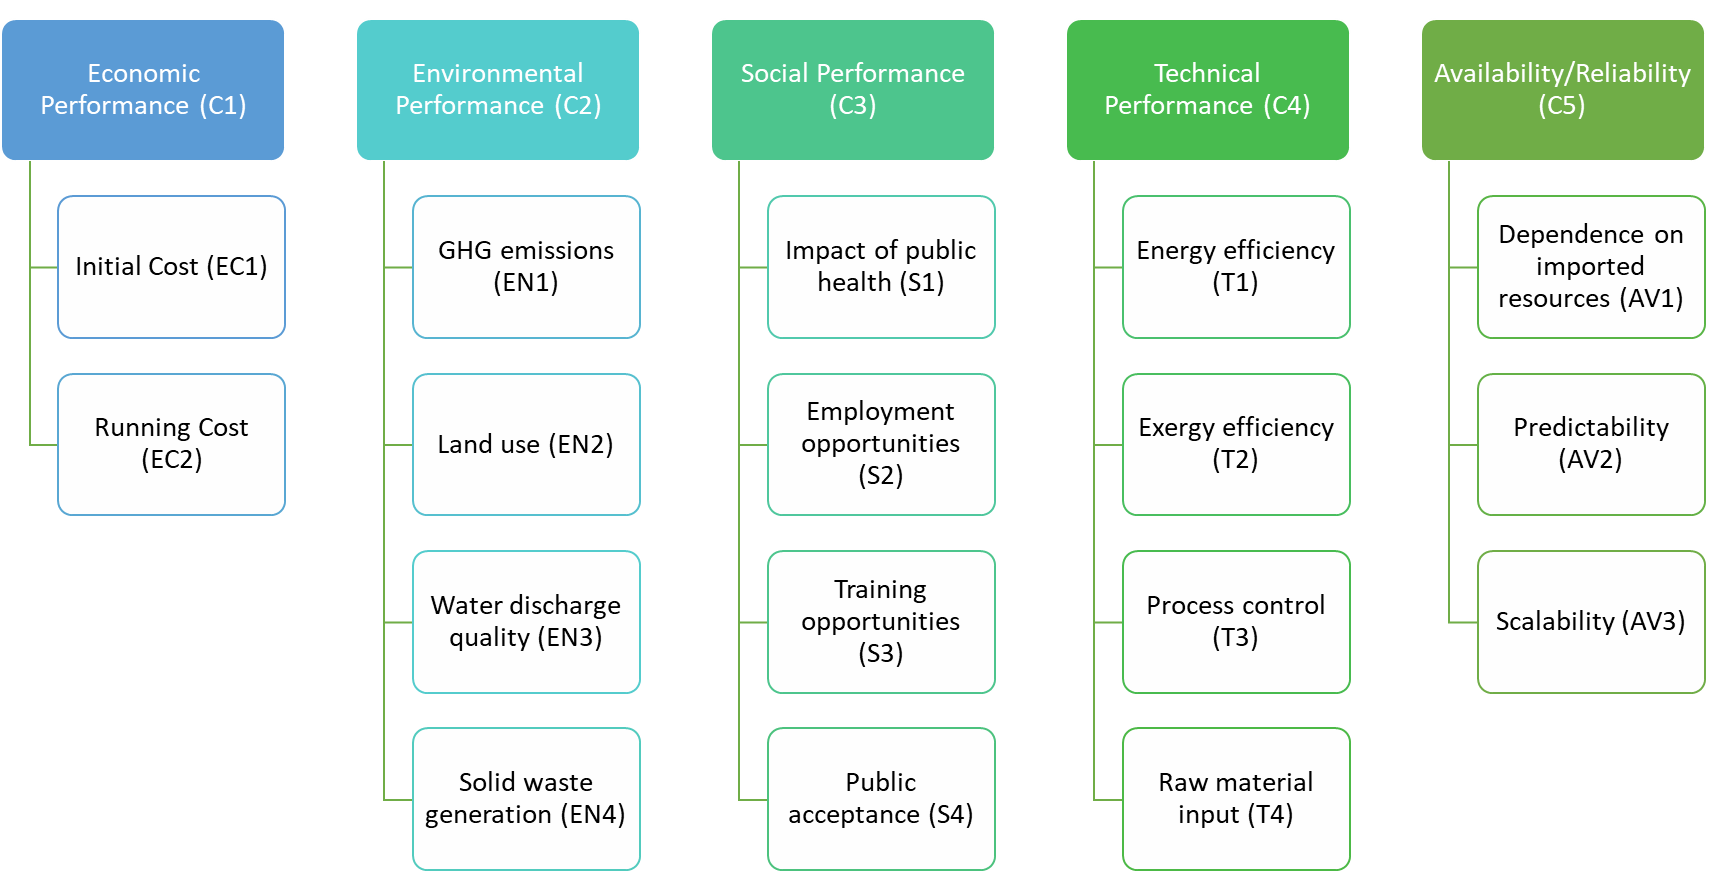 Economic
Performance (C1)
Initial Cost (EC1)
Running Cost
(EC2)
Environmental
Performance (C2)
GHG emissions
(EN1)
Land use (EN2)
Water discharge
quality (EN3)
Solid waste
generation (EN4)
Social Performance
(C3)
Impact of public
health (S1)
Employment
opportunities
(S2)
Training
opportunities
(S3)
Public
acceptance (S4)
Technical
Performance (C4)
Energy efficiency
(T1)
Exergy efficiency
(T2)
Process control
(T3)
Raw material
input (T4)
Availability/Reliability
(C5)
Dependence on
imported
resources (AV1)
Predictability
(AV2)
Scalability (AV3)